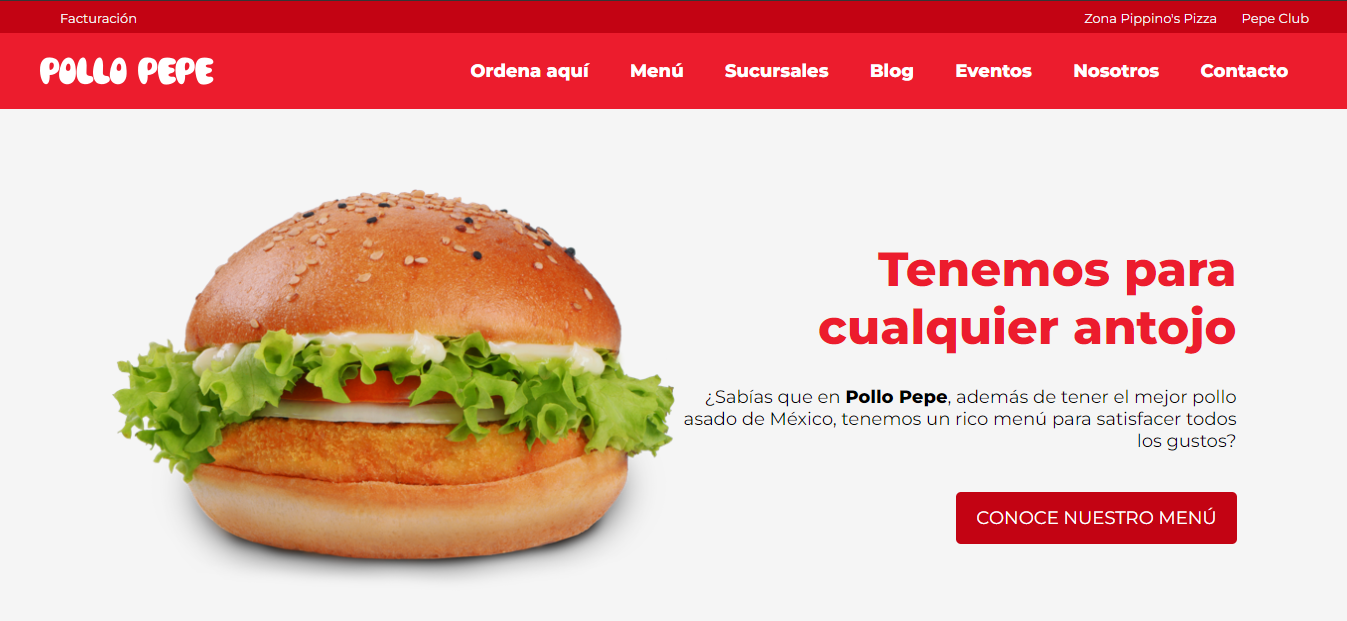 Facturación
Zona Pippino's Pizza
Pepe Club
POLLO PEPE
Ordena aquí
Menú
Sucursales
Blog
Eventos
Nosotros
Contacto
Tenemos para
cualquier antojo
¿Sabías que en Pollo Pepe, además de tener el mejor pollo
asado de México, tenemos un rico menú para satisfacer todos
los gustos?
CONOCE NUESTRO MENÚ